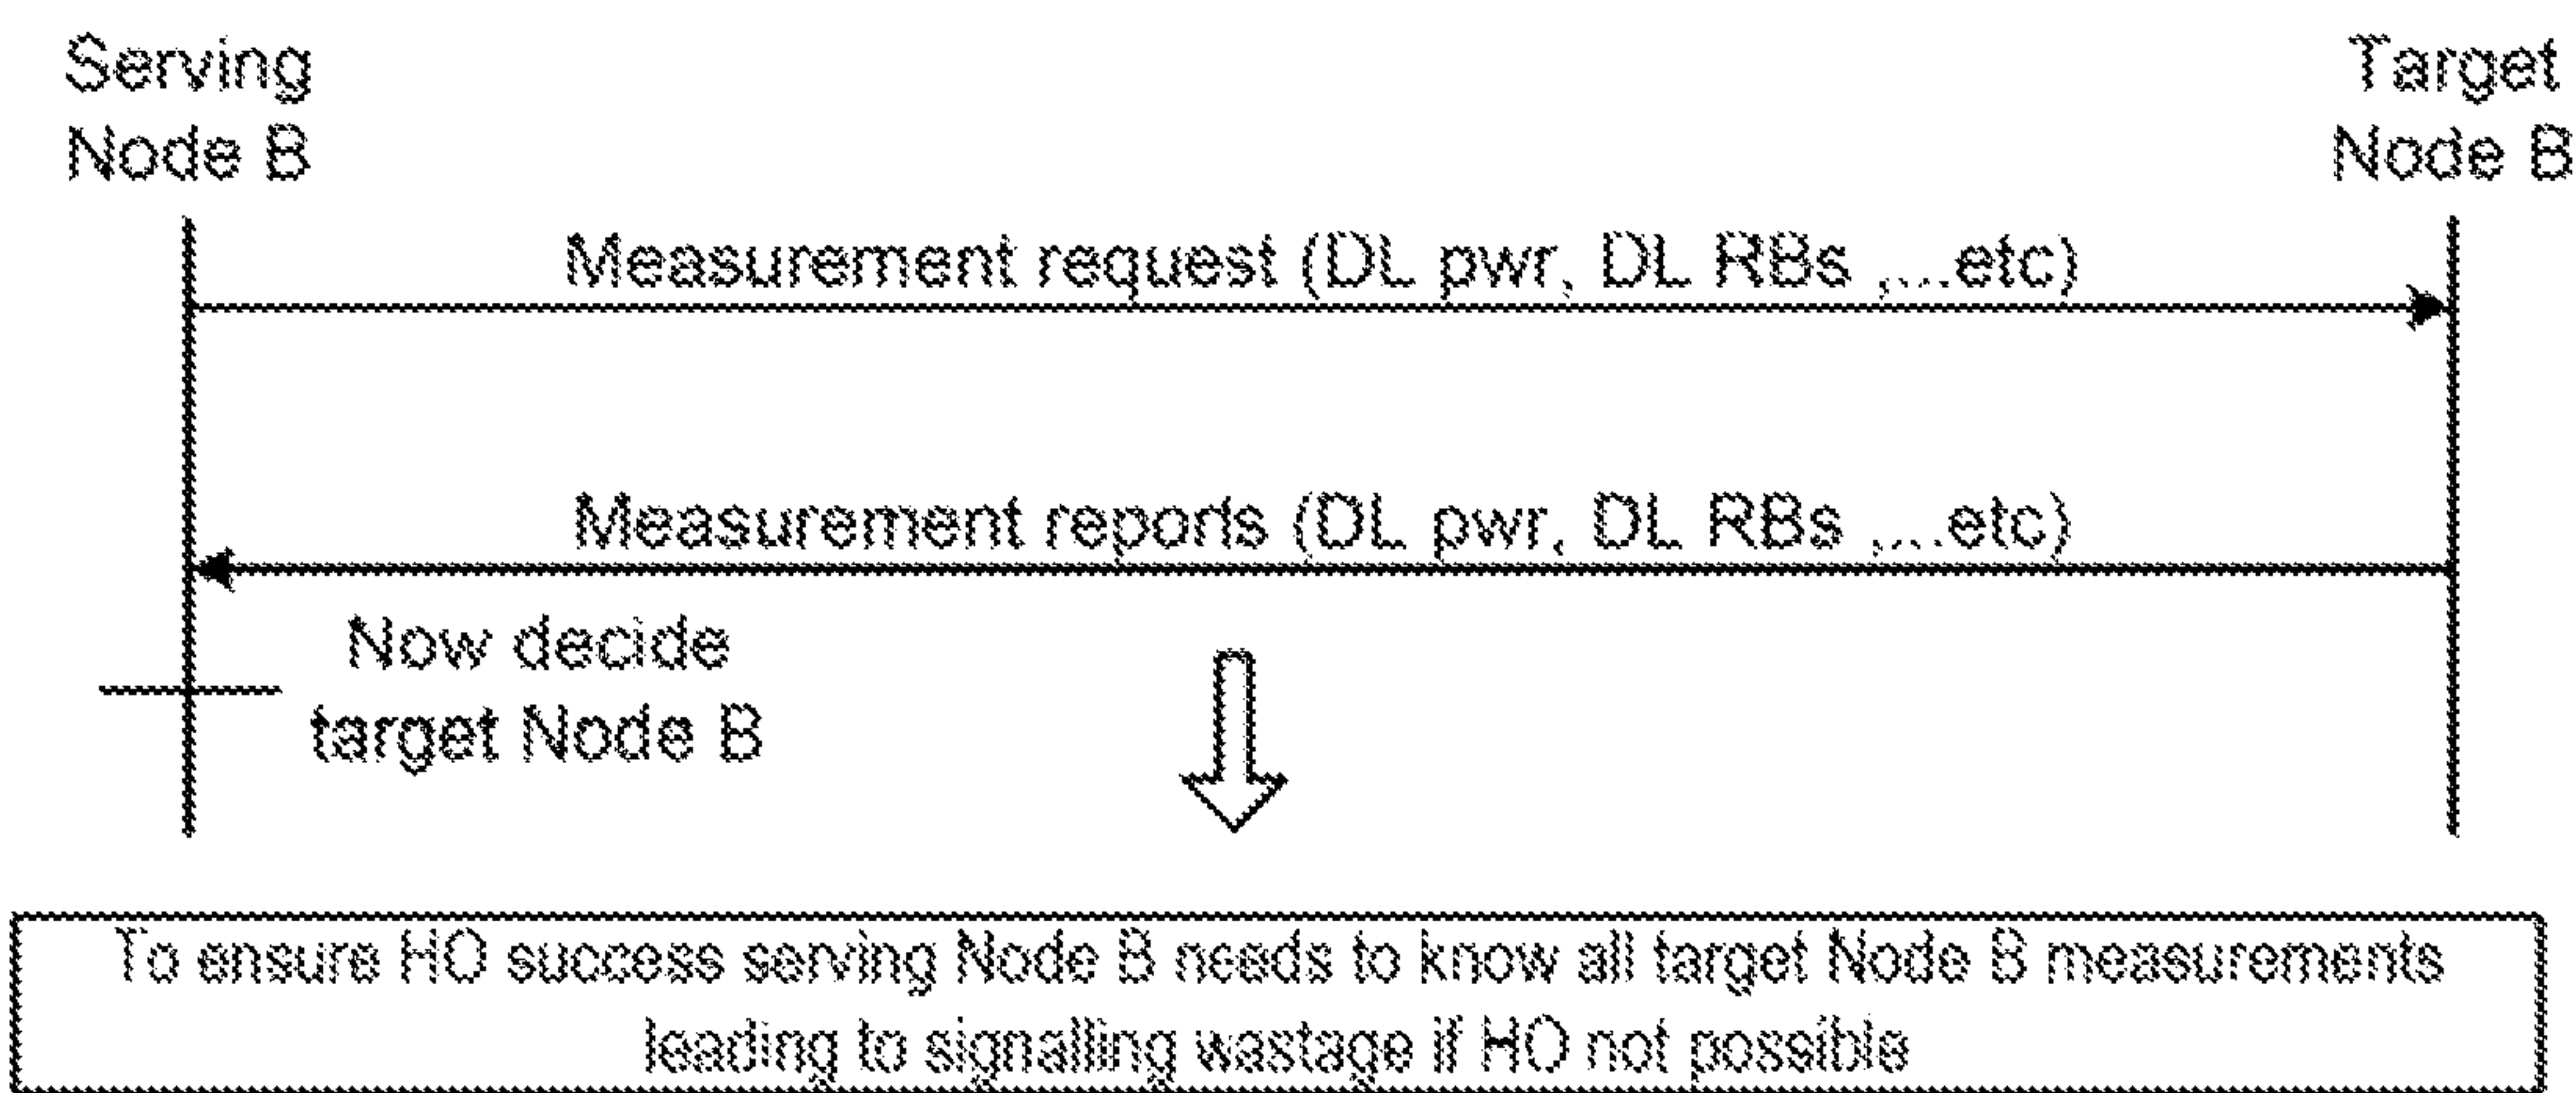 Serving
Node B
Target
Node B
Measurement request (DL pwr, DL RBs ,...etc)
Measurement reports (DL pwr, DL RBs ,...etc)
Now decide
target Node B
To ensure HO success serving Node B needs to know all target Node B measurements
leading to signalling wastage if HO not possible